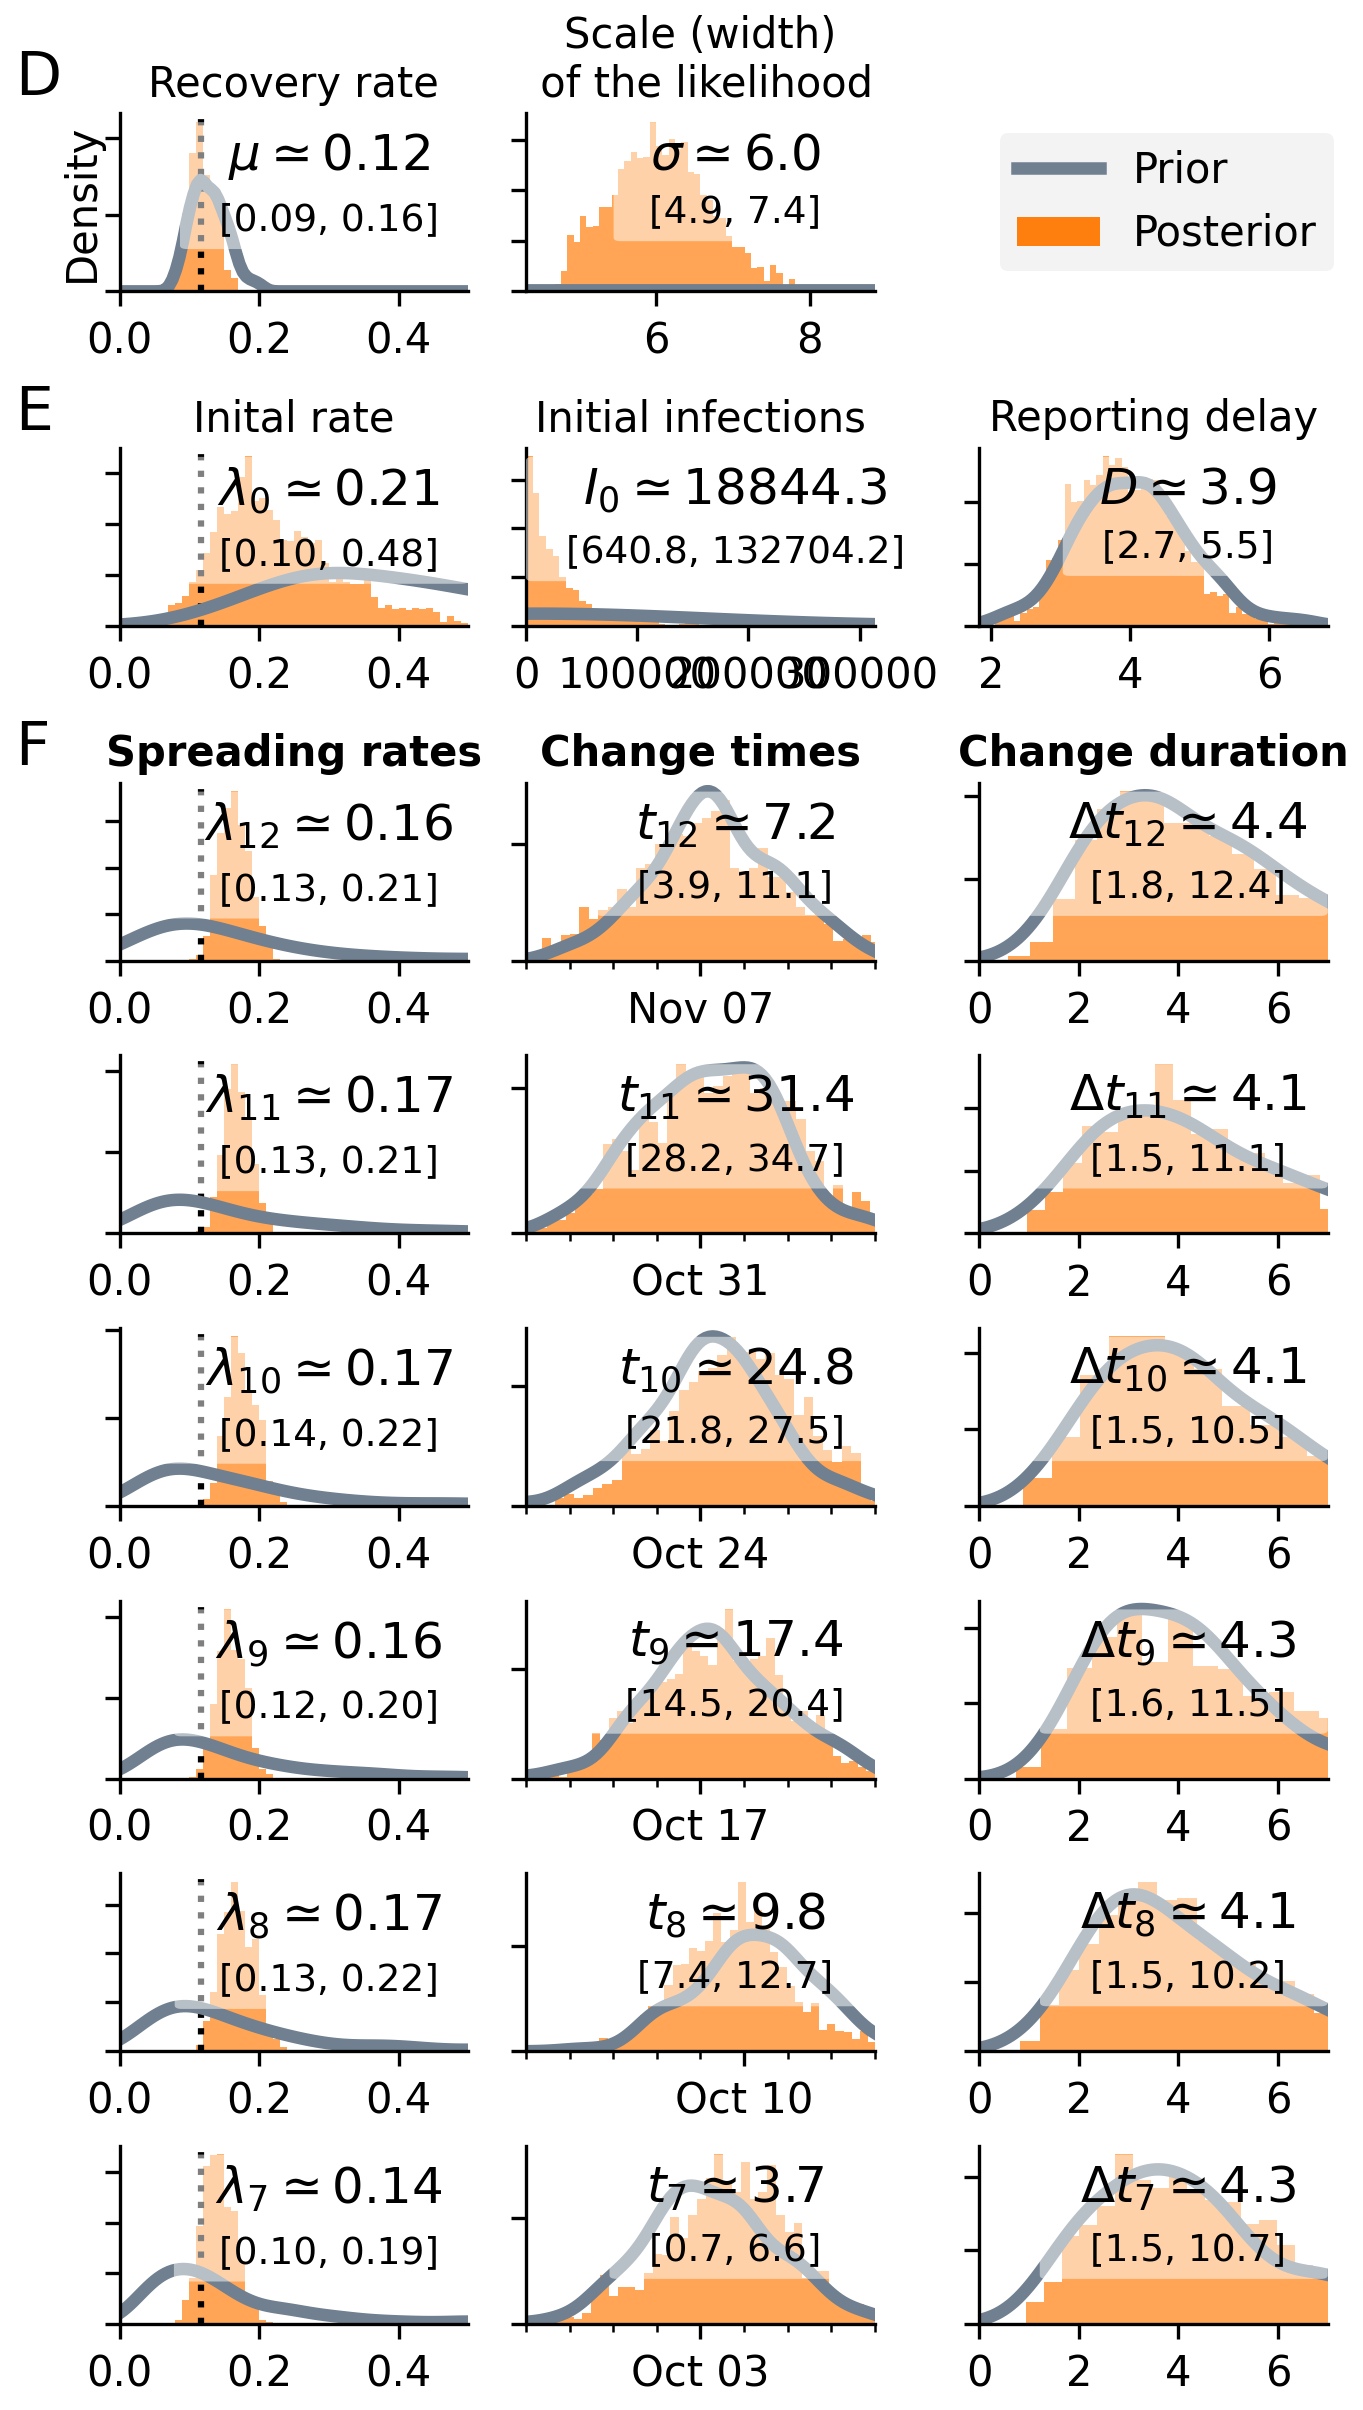 D
Recovery rate
Scale (width)
of the likelihood
Density
μ ≃ 0.12
[0.09, 0.16]
0.0 0.2 0.4
σ ≃ 6.0
[4.9, 7.4]
6 8
Prior
Posterior
E
Inital rate
λ0 ≃ 0.21
[0.10, 0.48]
0.0 0.2 0.4
Initial infections
I0 ≃ 18844.3
[640.8, 132704.2]
0 100000 200000 300000
Reporting delay
D ≃ 3.9
[2.7, 5.5]
2 4 6
F
Spreading rates
Change times
Change duration
λ12 ≃ 0.16
[0.13, 0.21]
0.0 0.2 0.4
t12 ≃ 7.2
[3.9, 11.1]
Nov 07
Δt12 ≃ 4.4
[1.8, 12.4]
0 2 4 6
λ11 ≃ 0.17
[0.13, 0.21]
0.0 0.2 0.4
t11 ≃ 31.4
[28.2, 34.7]
Oct 31
Δt11 ≃ 4.1
[1.5, 11.1]
0 2 4 6
λ10 ≃ 0.17
[0.14, 0.22]
0.0 0.2 0.4
t10 ≃ 24.8
[21.8, 27.5]
Oct 24
Δt10 ≃ 4.1
[1.5, 10.5]
0 2 4 6
λ9 ≃ 0.16
[0.12, 0.20]
0.0 0.2 0.4
t9 ≃ 17.4
[14.5, 20.4]
Oct 17
Δt9 ≃ 4.3
[1.6, 11.5]
0 2 4 6
λ8 ≃ 0.17
[0.13, 0.22]
0.0 0.2 0.4
t8 ≃ 9.8
[7.4, 12.7]
Oct 10
Δt8 ≃ 4.1
[1.5, 10.2]
0 2 4 6
λ7 ≃ 0.14
[0.10, 0.19]
0.0 0.2 0.4
t7 ≃ 3.7
[0.7, 6.6]
Oct 03
Δt7 ≃ 4.3
[1.5, 10.7]
0 2 4 6